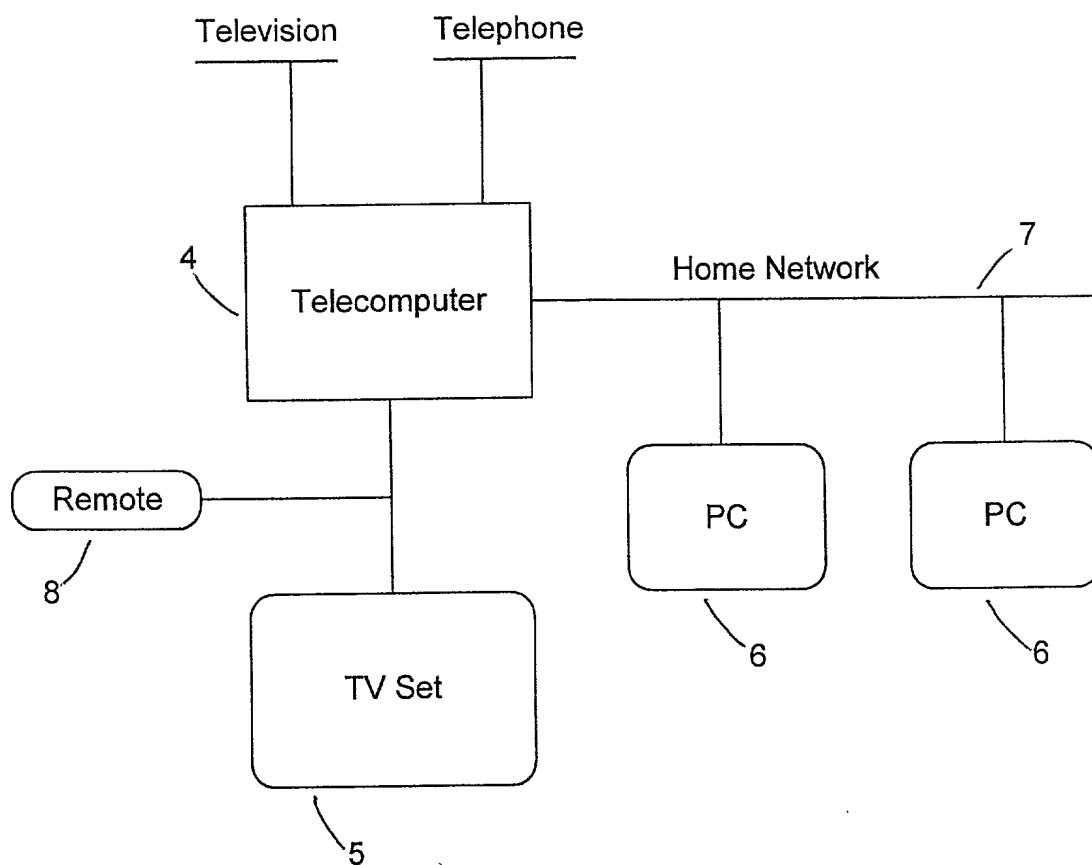 Television
Telephone
4
Telecomputer
Home Network
7
Remote
8
PC
PC
6
6
TV Set
5